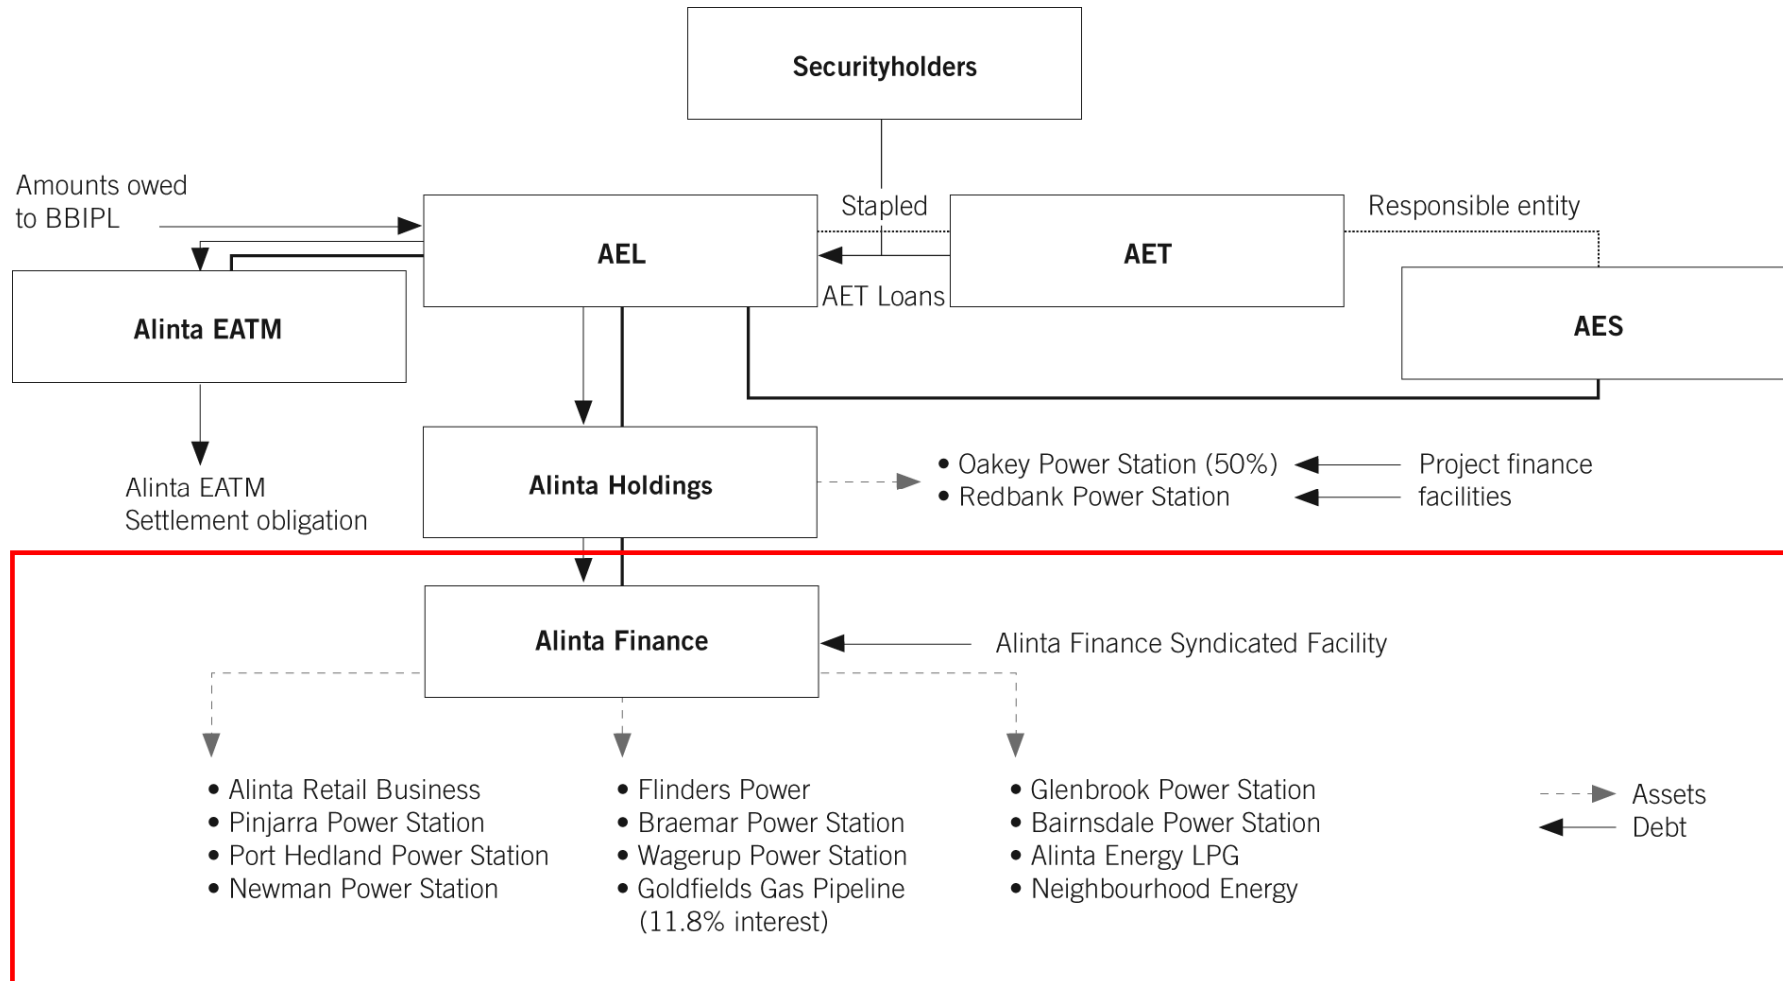 Securityholders
Amounts owed
to BBIPL
Stapled
Responsible entity
AEL
AET
AET Loans
AES
Alinta EATM
Alinta EATM
Settlement obligation
Alinta Holdings
• Oakey Power Station (50%)
• Redbank Power Station
Project finance
facilities
Alinta Finance
Alinta Finance Syndicated Facility
• Alinta Retail Business
• Pinjarra Power Station
• Port Hedland Power Station
• Newman Power Station
• Flinders Power
• Braemar Power Station
• Wagerup Power Station
• Goldfields Gas Pipeline
(11.8% interest)
• Glenbrook Power Station
• Bairnsdale Power Station
• Alinta Energy LPG
• Neighbourhood Energy
Assets
Debt